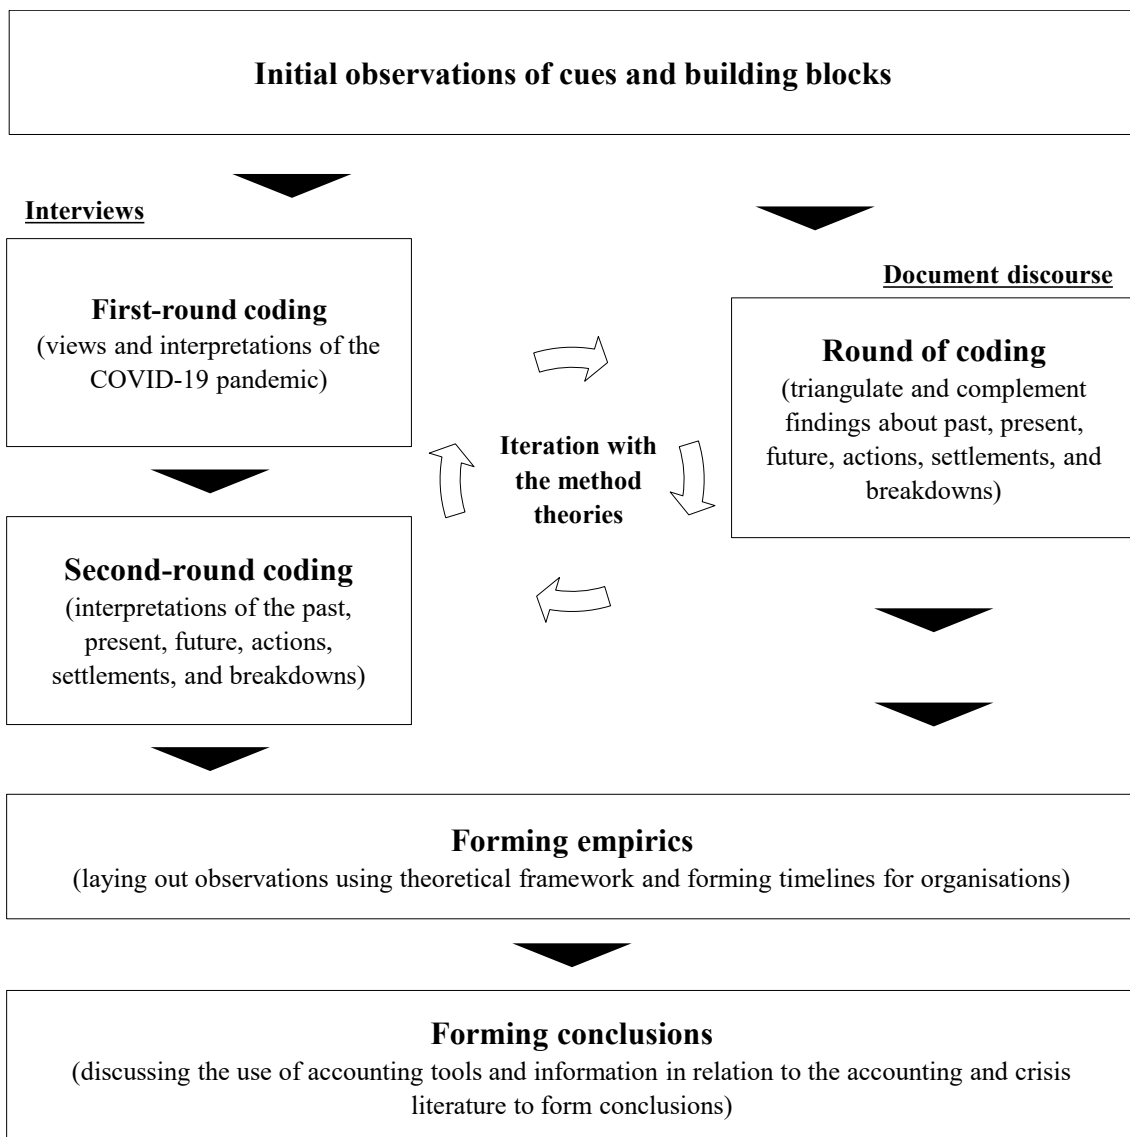 Initial observations of cues and building blocks
Interviews
First-round coding
(views and interpretations of the
COVID-19 pandemic)
Second-round coding
(interpretations of the past,
present, future, actions,
settlements, and breakdowns)
Iteration with
the method
theories
Document discourse
Round of coding
(triangulate and complement
findings about past, present,
future, actions, settlements, and
breakdowns)
Forming empirics
(laying out observations using theoretical framework and forming timelines for organisations)
Forming conclusions
(discussing the use of accounting tools and information in relation to the accounting and crisis
literature to form conclusions)